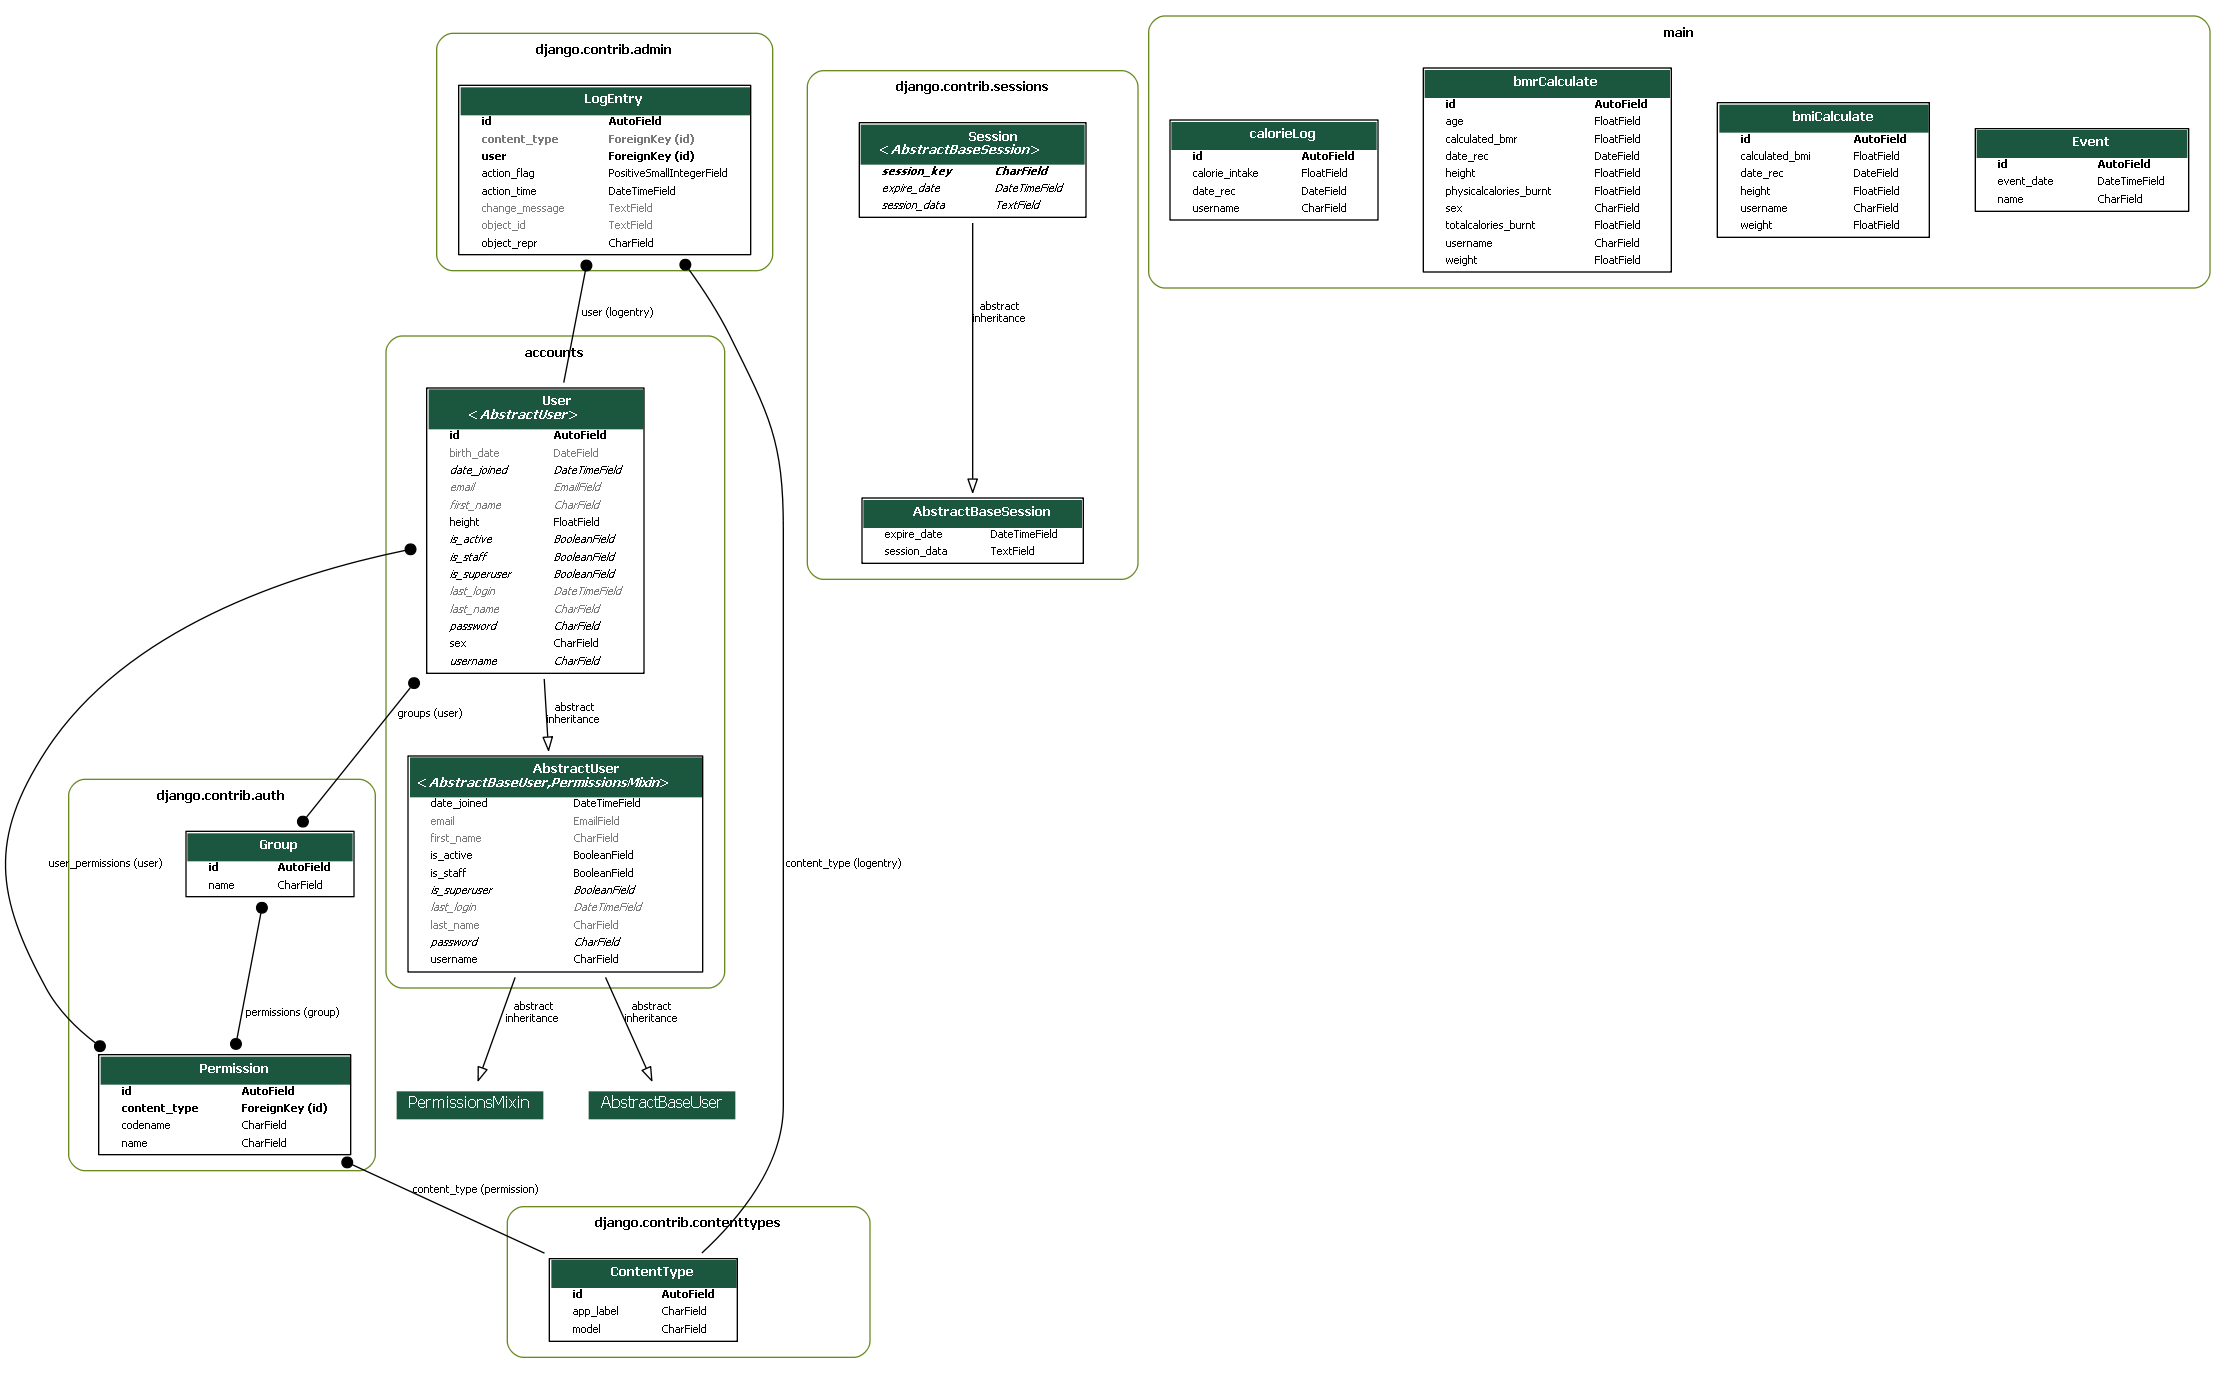 django.contrib.admin
LogEntry
id AutoField
content_type ForeignKey (id)
user ForeignKey (id)
action_flag PositiveSmallIntegerField
action_time DateTimeField
change_message TextField
object_id TextField
object_repr CharField
user (logentry)
accounts
User
<AbstractUser>
id AutoField
birth_date DateField
date_joined DateTimeField
email EmailField
first_name CharField
height FloatField
is_active BooleanField
is_staff BooleanField
is_superuser BooleanField
last_login DateTimeField
last_name CharField
password CharField
sex CharField
username CharField
abstract
inheritance
groups (user)
AbstractUser
<AbstractBaseUser,PermissionsMixin>
date_joined DateTimeField
email EmailField
first_name CharField
is_active BooleanField
is_staff BooleanField
is_superuser BooleanField
last_login DateTimeField
last_name CharField
password CharField
username CharField
abstract
inheritance
abstract
inheritance
PermissionsMixin
AbstractBaseUser
django.contrib.auth
Group
id AutoField
name CharField
user_permissions (user)
permissions (group)
Permission
id AutoField
content_type ForeignKey (id)
codename CharField
name CharField
content_type (permission)
content_type (logentry)
django.contrib.contenttypes
ContentType
id AutoField
app_label CharField
model CharField
django.contrib.sessions
Session
<AbstractBaseSession>
session_key CharField
expire_date DateTimeField
session_data TextField
abstract
inheritance
AbstractBaseSession
expire_date DateTimeField
session_data TextField
main
calorieLog
id AutoField
calorie_intake FloatField
date_rec DateField
username CharField
bmrCalculate
id AutoField
age FloatField
calculated_bmr FloatField
date_rec DateField
height FloatField
physicalcalories_burnt FloatField
sex CharField
totalcalories_burnt FloatField
username CharField
weight FloatField
bmiCalculate
id AutoField
calculated_bmi FloatField
date_rec DateField
height FloatField
username CharField
weight FloatField
Event
id AutoField
event_date DateTimeField
name CharField